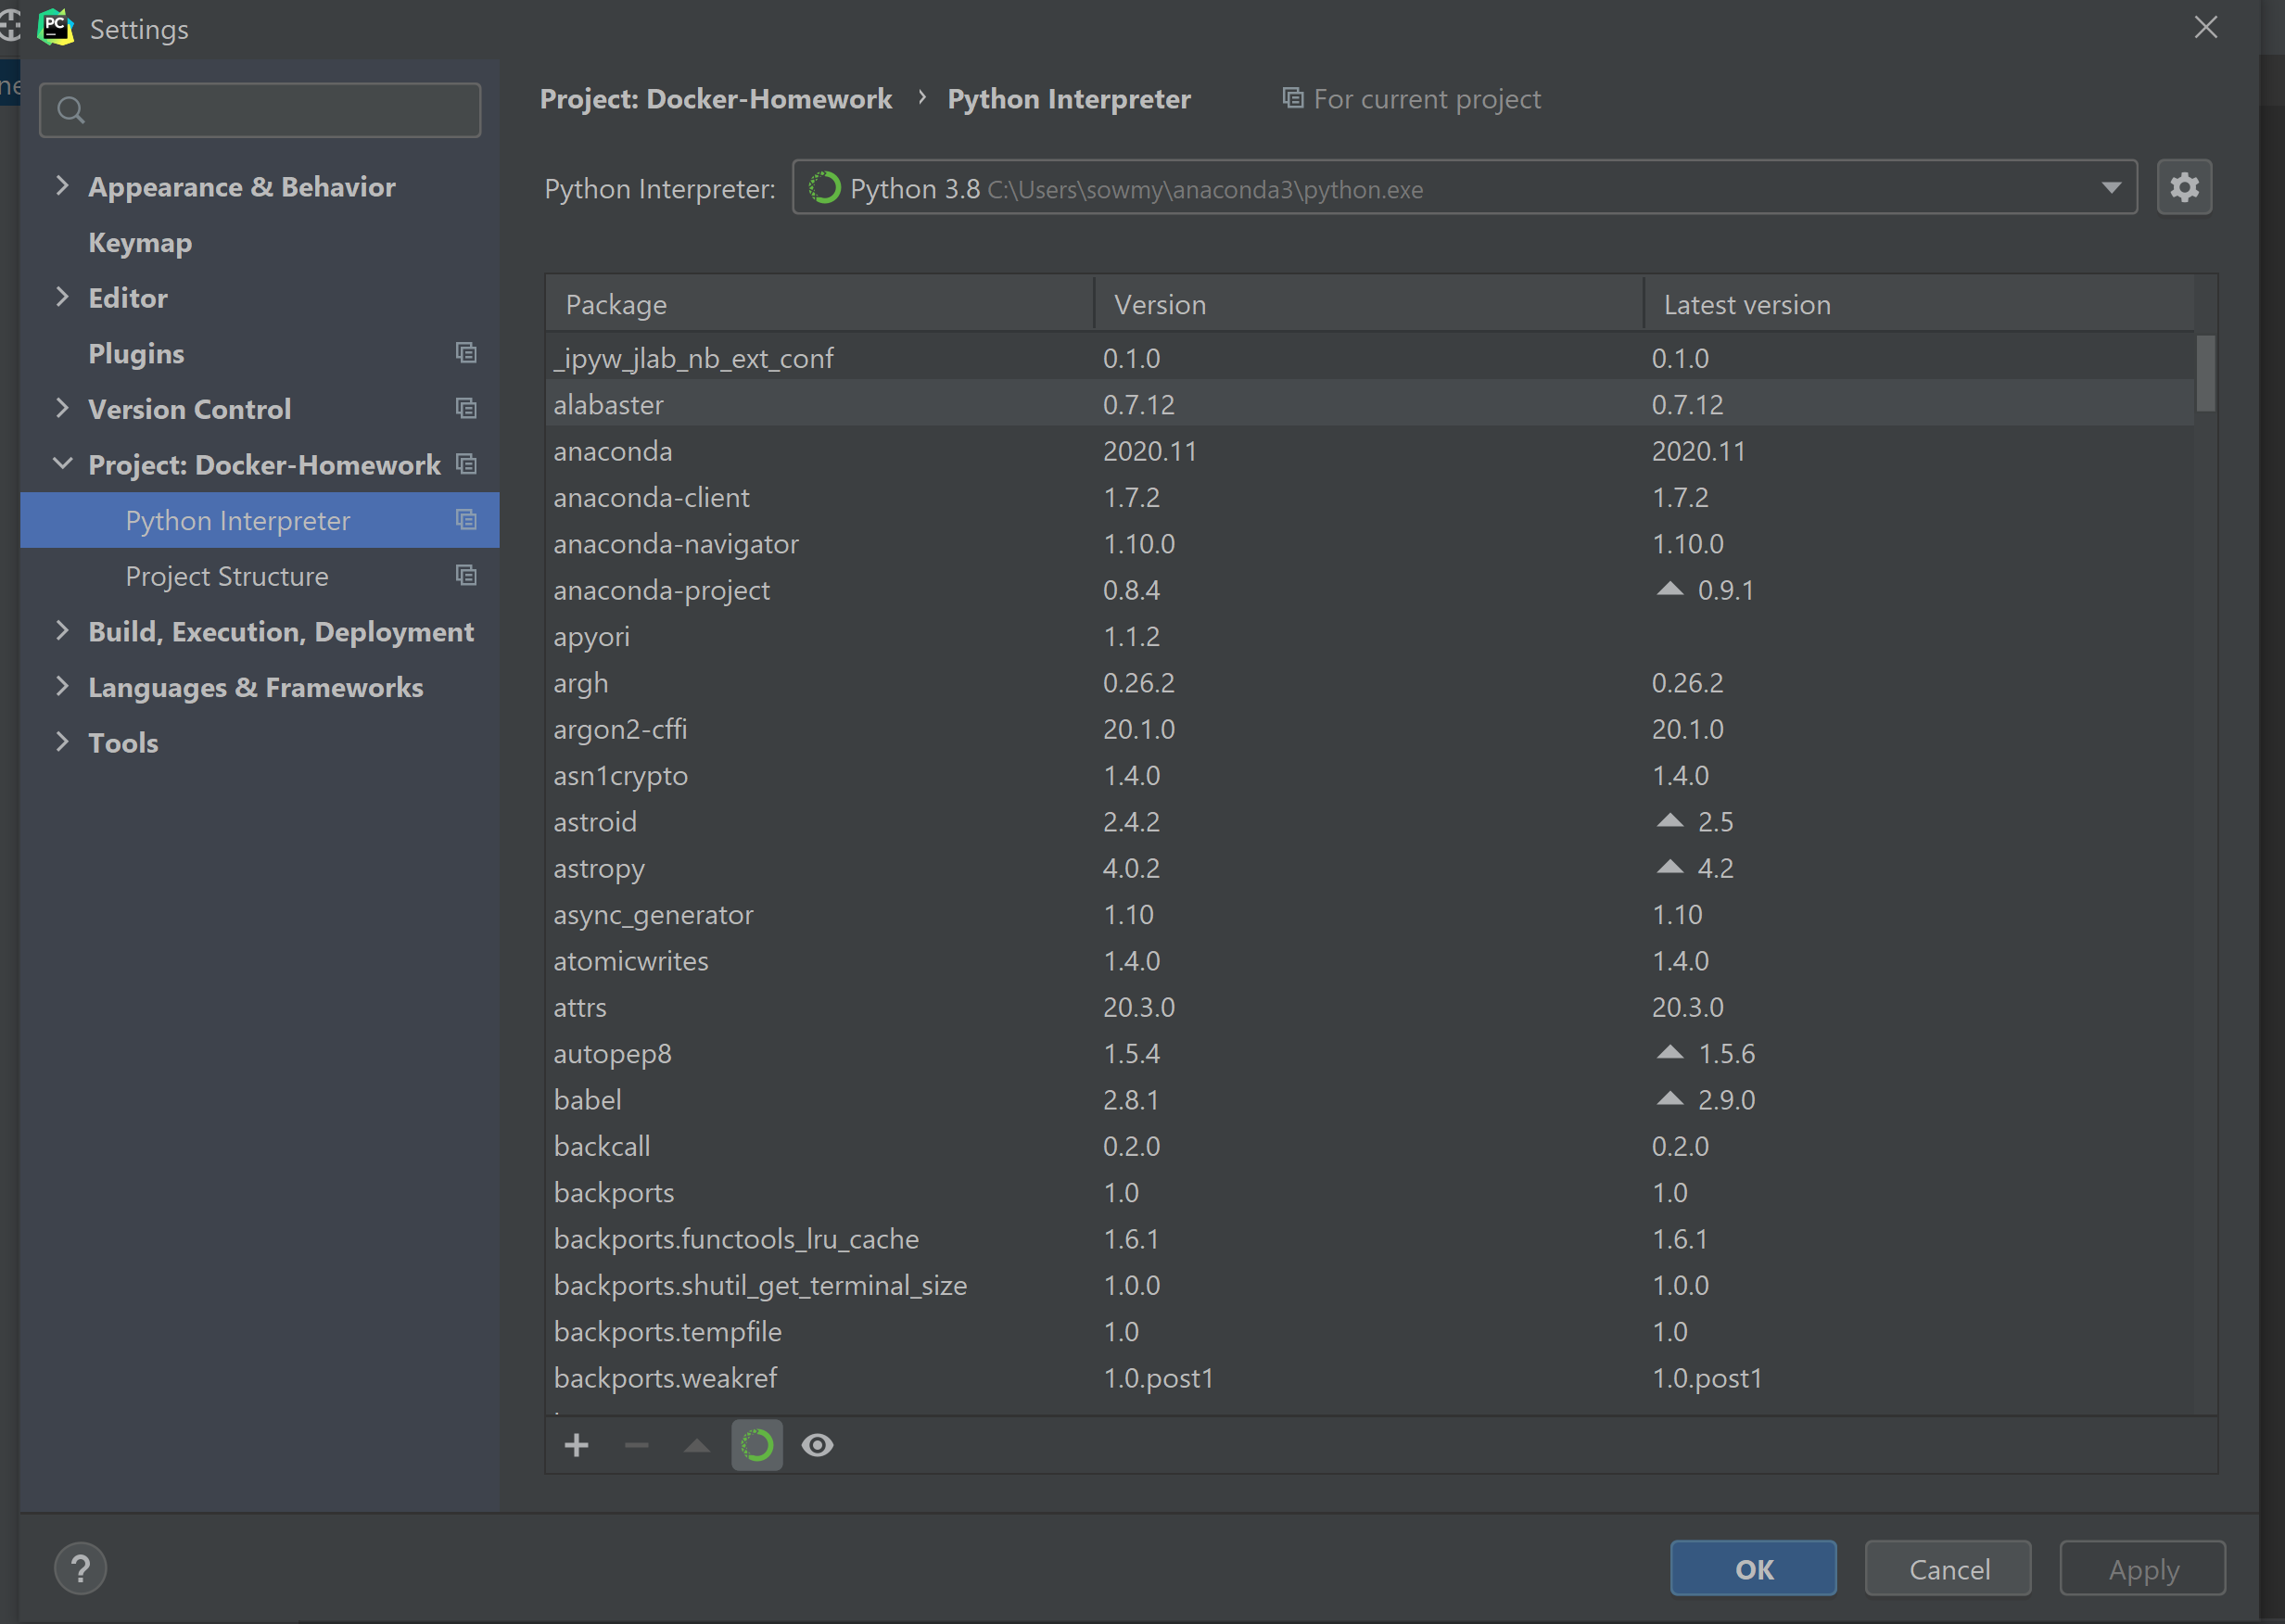 PC Settings
ne
Appearance & Behavior
Keymap
Editor
Plugins
Version Control
Project: Docker-Homework
Python Interpreter
Project Structure
Build, Execution, Deployment
Languages & Frameworks
Tools
Project: Docker-Homework › Python Interpreter For current project
Python Interpreter: Python 3.8 C:\Users\sowmy\anaconda3\python.exe
Package Version Latest version
_ipyw_jlab_nb_ext_conf 0.1.0 0.1.0
alabaster 0.7.12 0.7.12
anaconda 2020.11 2020.11
anaconda-client 1.7.2 1.7.2
anaconda-navigator 1.10.0 1.10.0
anaconda-project 0.8.4 0.9.1
apyori 1.1.2
argh 0.26.2 0.26.2
argon2-cffi 20.1.0 20.1.0
asn1crypto 1.4.0 1.4.0
astroid 2.4.2 2.5
astropy 4.0.2 4.2
async_generator 1.10 1.10
atomicwrites 1.4.0 1.4.0
attrs 20.3.0 20.3.0
autopep8 1.5.4 1.5.6
babel 2.8.1 2.9.0
backcall 0.2.0 0.2.0
backports 1.0 1.0
backports.functools_lru_cache 1.6.1 1.6.1
backports.shutil_get_terminal_size 1.0.0 1.0.0
backports.tempfile 1.0 1.0
backports.weakref 1.0.post1 1.0.post1
? OK Cancel Apply